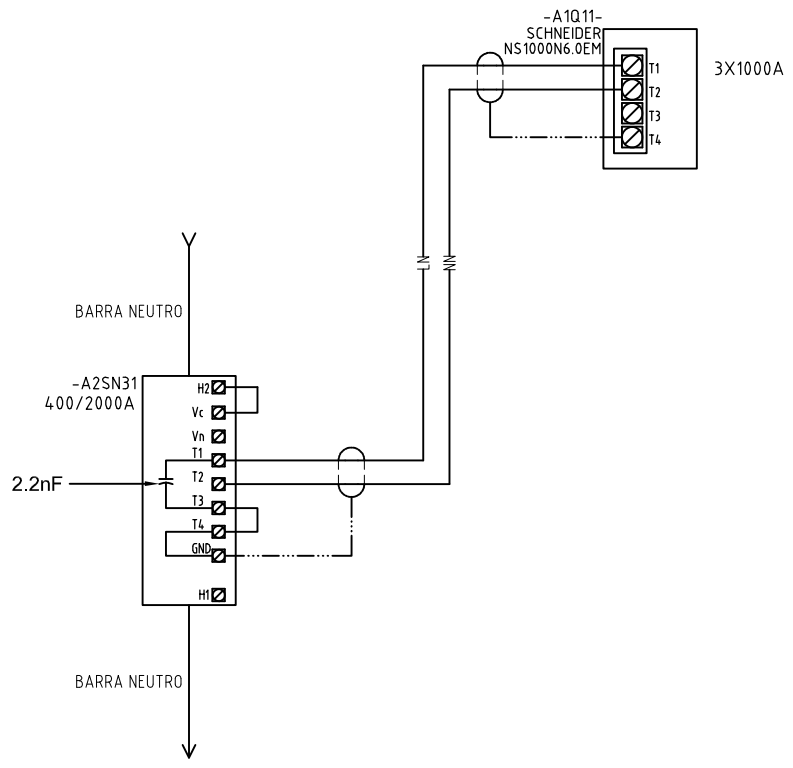 -A1Q11-
SCHNEIDER
NS1000N6.0EM
3X1000A
T1
T2
T3
T4
LN
NN
BARRA NEUTRO
-A2SN31
400/2000A
H2
Vc
Vn
T1
T2
2.2nF
T3
T4
GND
H1
BARRA NEUTRO